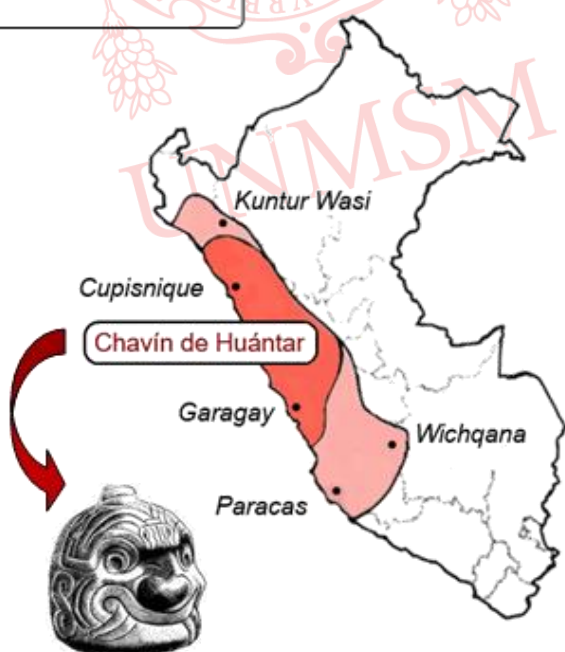 UNMSM
Kuntur Wasi
Cupisnique
Chavín de Huántar
Garagay
Wichqana
Paracas